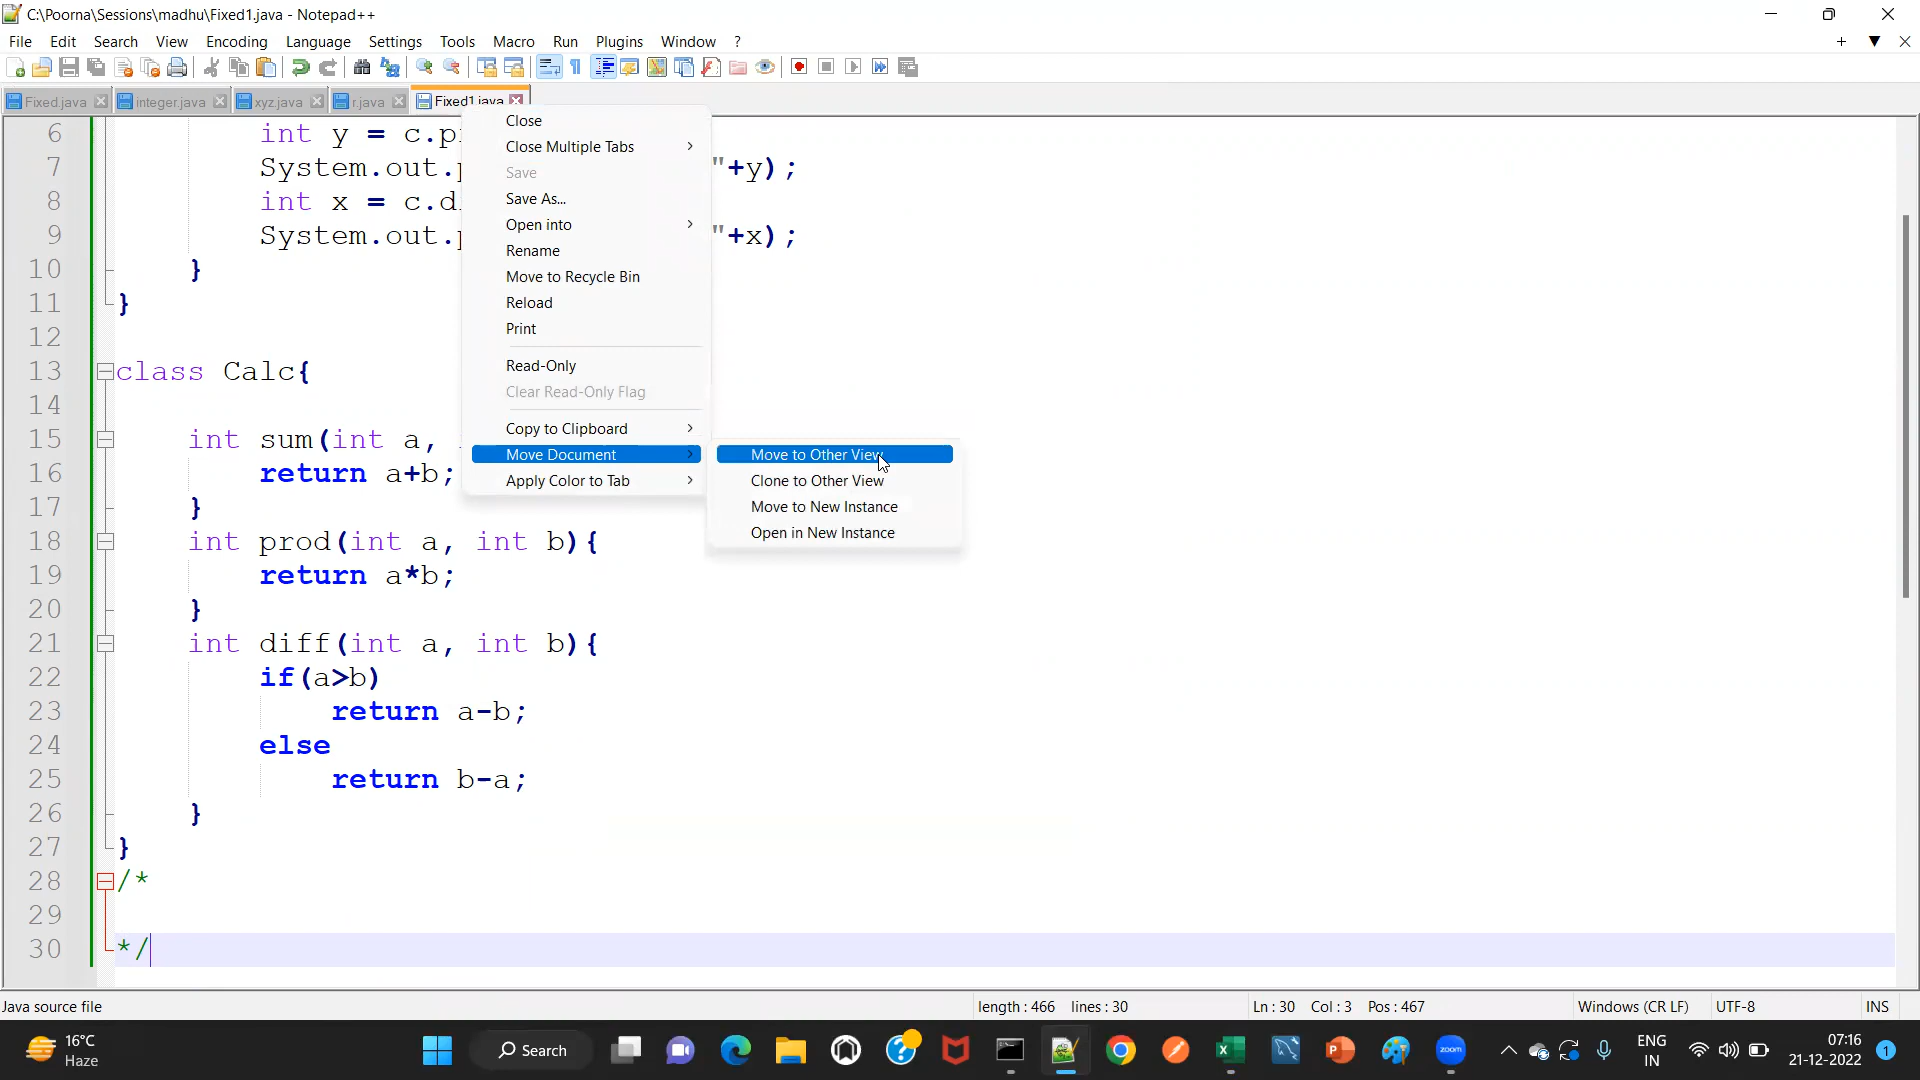 C:\Poorna\Sessions\madhu\Fixed1.java - Notepad++
File Edit Search View Encoding Language Settings Tools Macro Run Plugins Window ?
Fixed.java integer.java xyz.java r.java Fixed1.java
6 int y = c.p
7 System.out. "+y);
8 int x = c.d
9 System.out. "+x);
10 }
11 }
12
13 class Calc{
14
15 int sum(int a,
16 return a+b;
17 }
18 int prod(int a, int b){
19 return a*b;
20 }
21 int diff(int a, int b){
22 if(a>b)
23 return a-b;
24 else
25 return b-a;
26 }
27 }
28 /*
29
30 */
Close
Close Multiple Tabs
Save
Save As...
Open into
Rename
Move to Recycle Bin
Reload
Print
Read-Only
Clear Read-Only Flag
Copy to Clipboard
Move Document
Apply Color to Tab
Move to Other View
Clone to Other View
Move to New Instance
Open in New Instance
Java source file length : 466 lines : 30 Ln : 30 Col : 3 Pos : 467 Windows (CR LF) UTF-8 INS
16°C
Haze
Search
zoom
ENG
IN
07:16
21-12-2022
1